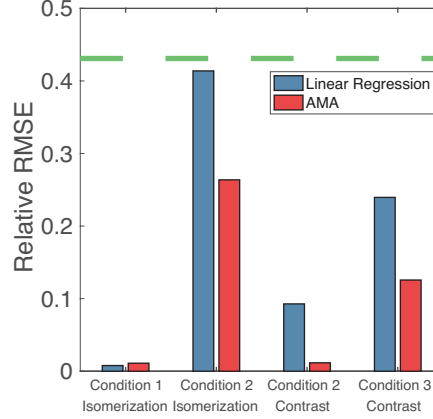 0.5
0.4
0.3
0.2
0.1
0
Relative RMSE
Linear Regression
AMA
Condition 1 Condition 2 Condition 2 Condition 3
Isomerization Isomerization Contrast Contrast